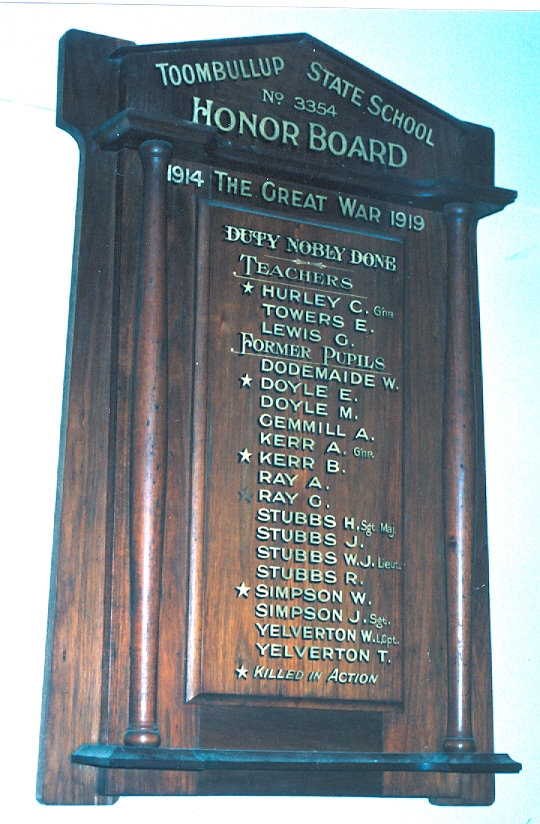 TOOMBULLUP STATE SCHOOL
No 3354
HONOR BOARD
1914 THE GREAT WAR 1919
DUTY NOBLY DONE
TEACHERS
★ HURLEY C. Gnr.
TOWERS E.
LEWIS G.
FORMER PUPILS
DODEMAIDE W.
★ DOYLE E.
DOYLE M.
GEMMILL A.
KERR A. Gnr.
★ KERR B.
RAY A.
★ RAY G.
STUBBS H. Sgt. Maj.
STUBBS J.
STUBBS W.J. Lieut.
STUBBS R.
★ SIMPSON W.
SIMPSON J. Sgt.
YELVERTON W. L.Cpt.
YELVERTON T.
★ KILLED IN ACTION